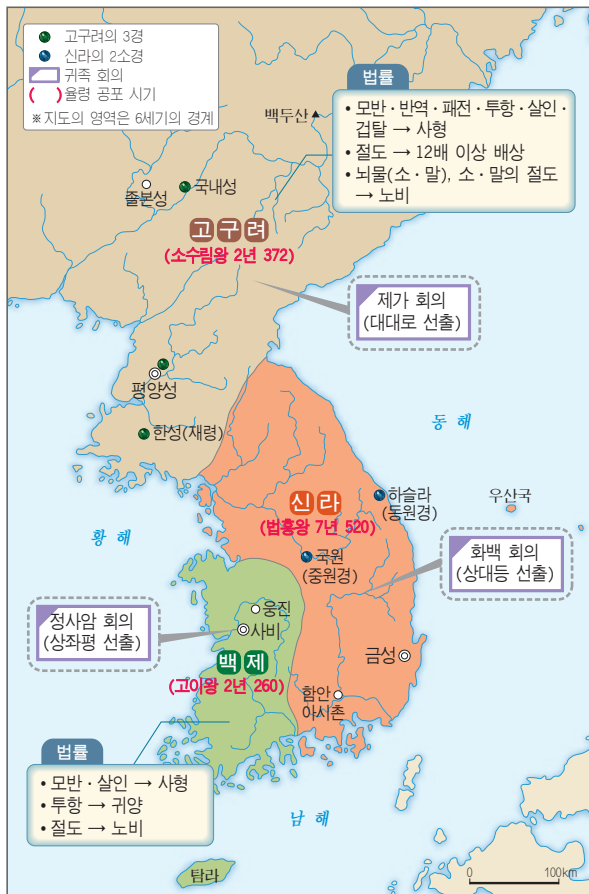 고구려의 3경
신라의 2소경
귀족 회의
( )율령 공포 시기
※ 지도의 영역은 6세기의 경계
법률
• 모반·반역·패전·투항·살인·
겁탈 → 사형
• 절도 → 12배 이상 배상
• 뇌물(소·말), 소·말의 절도
→ 노비
백두산▲
국내성
졸본성
고구려
(소수림왕 2년 372)
제가 회의
(대대로 선출)
평양성
한성(재령)
동 해
신라
(법흥왕 7년 520)
하슬라
(동원경)
우산국
황 해
국원
(중원경)
화백 회의
(상대등 선출)
정사암 회의
(상좌평 선출)
웅진
사비
금성
백제
(고이왕 2년 260)
함안
아시촌
법률
• 모반·살인 → 사형
• 투항 → 귀양
• 절도 → 노비
남 해
탐라
0 100km